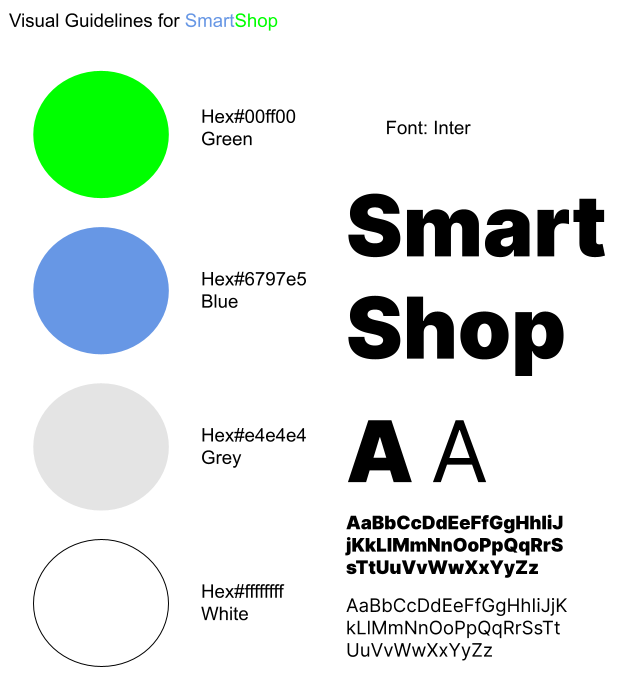 Visual Guidelines for SmartShop
Hex#00ff00
Green
Hex#6797e5
Blue
Hex#e4e4e4
Grey
Hex#ffffffff
White
Font: Inter
Smart
Shop
A A
AaBbCcDdEeFfGgHhIiJ
jKkLlMmNnOoPpQqRrS
sTtUuVvWwXxYyZz
AaBbCcDdEeFfGgHhIiJjK
kLlMmNnOoPpQqRrSsTt
UuVvWwXxYyZz